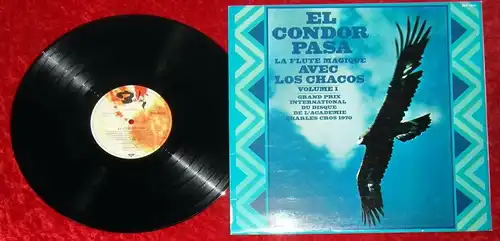 EL
CONDOR
PASA
LA FLUTE MAGIQUE
AVEC
LOS CHACOS
VOLUME 1
GRAND PRIX
INTERNATIONAL
DU DISQUE
DE L'ACADEMIE
CHARLES CROS 1970